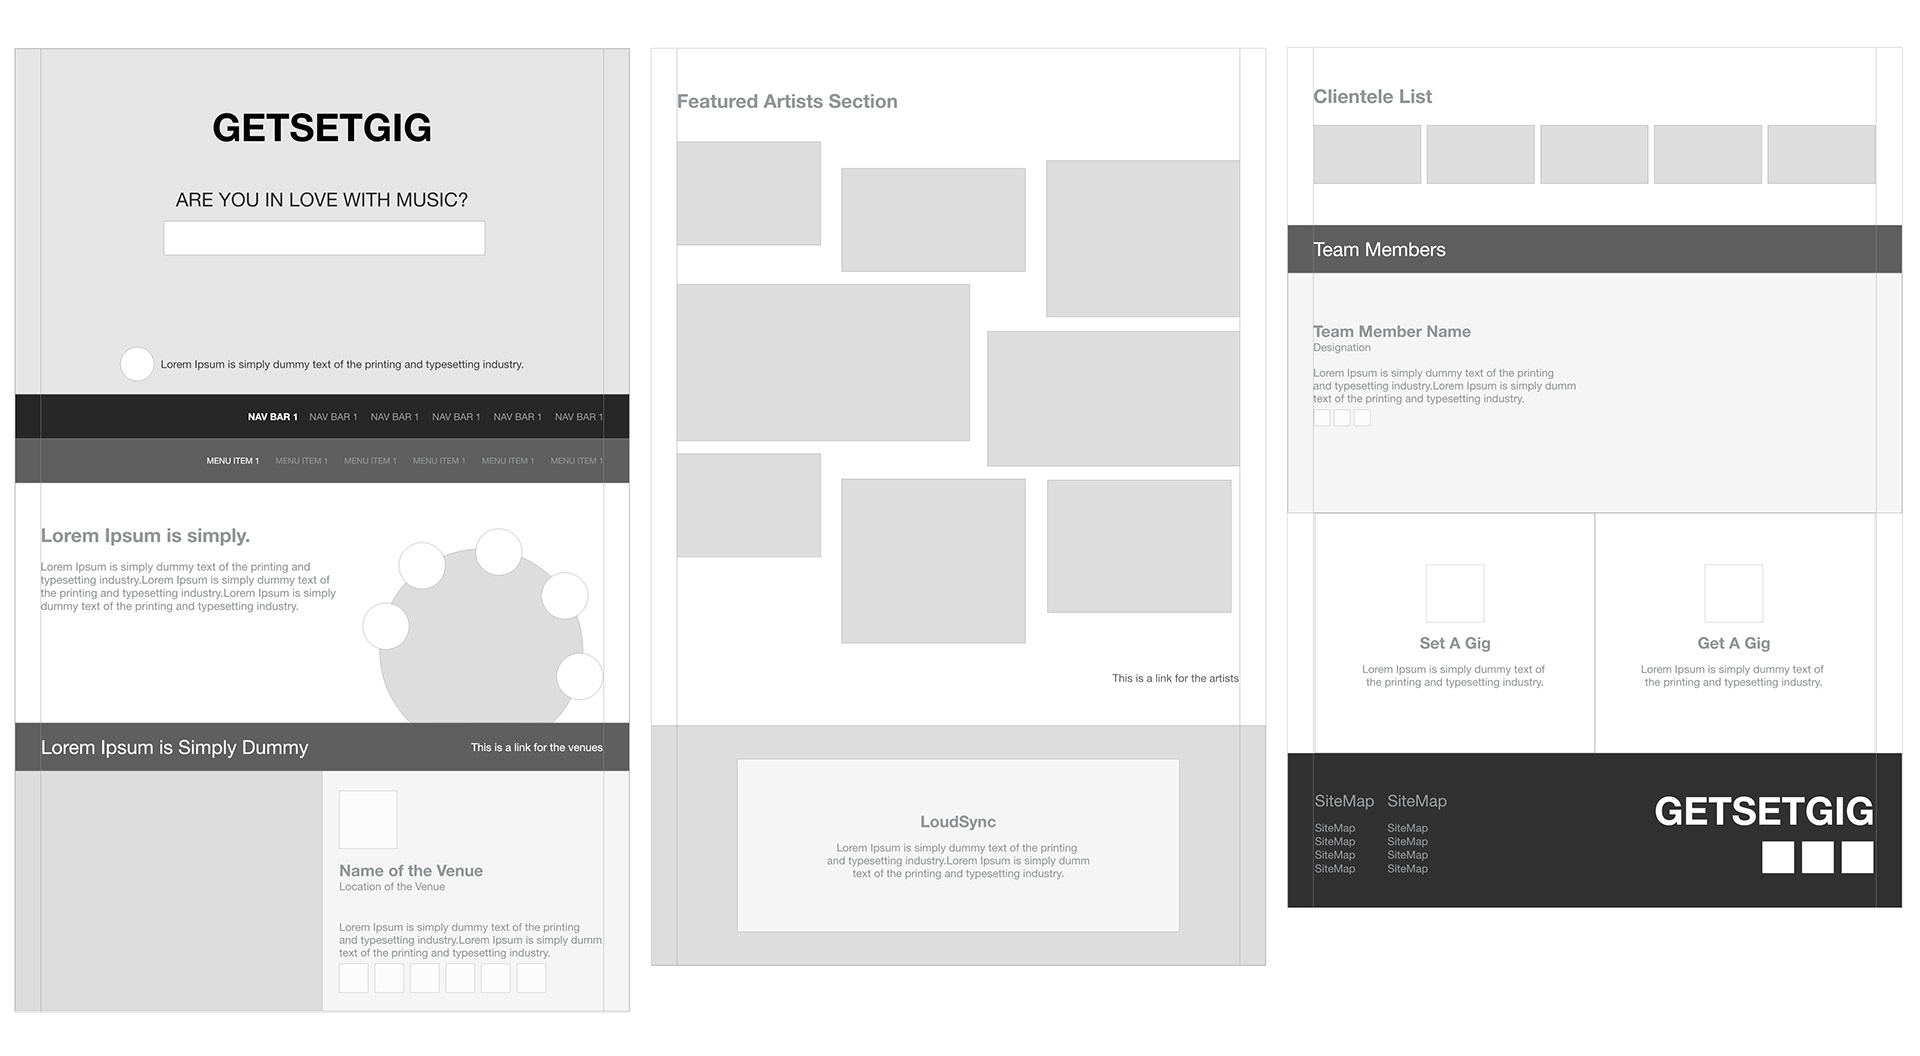 GETSETGIG
ARE YOU IN LOVE WITH MUSIC?
Lorem Ipsum is simply dummy text of the printing and typesetting industry.
NAV BAR 1 NAV BAR 1 NAV BAR 1 NAV BAR 1 NAV BAR 1 NAV BAR 1
MENU ITEM 1 MENU ITEM 1 MENU ITEM 1 MENU ITEM 1 MENU ITEM 1 MENU ITEM 1
Lorem Ipsum is simply.
Lorem Ipsum is simply dummy text of the printing and
typesetting industry.Lorem Ipsum is simply dummy text of
the printing and typesetting industry.Lorem Ipsum is simply
dummy text of the printing and typesetting industry.
Lorem Ipsum is Simply Dummy
This is a link for the venues
Name of the Venue
Location of the Venue
Lorem Ipsum is simply dummy text of the printing
and typesetting industry.Lorem Ipsum is simply dumm
text of the printing and typesetting industry.
Featured Artists Section
This is a link for the artists
LoudSync
Lorem Ipsum is simply dummy text of the printing
and typesetting industry.Lorem Ipsum is simply dumm
text of the printing and typesetting industry.
Clientele List
Team Members
Team Member Name
Designation
Lorem Ipsum is simply dummy text of the printing
and typesetting industry.Lorem Ipsum is simply dumm
text of the printing and typesetting industry.
Set A Gig
Lorem Ipsum is simply dummy text of
the printing and typesetting industry.
Get A Gig
Lorem Ipsum is simply dummy text of
the printing and typesetting industry.
SiteMap SiteMap
SiteMap SiteMap
SiteMap SiteMap
SiteMap SiteMap
SiteMap SiteMap
GETSETGIG